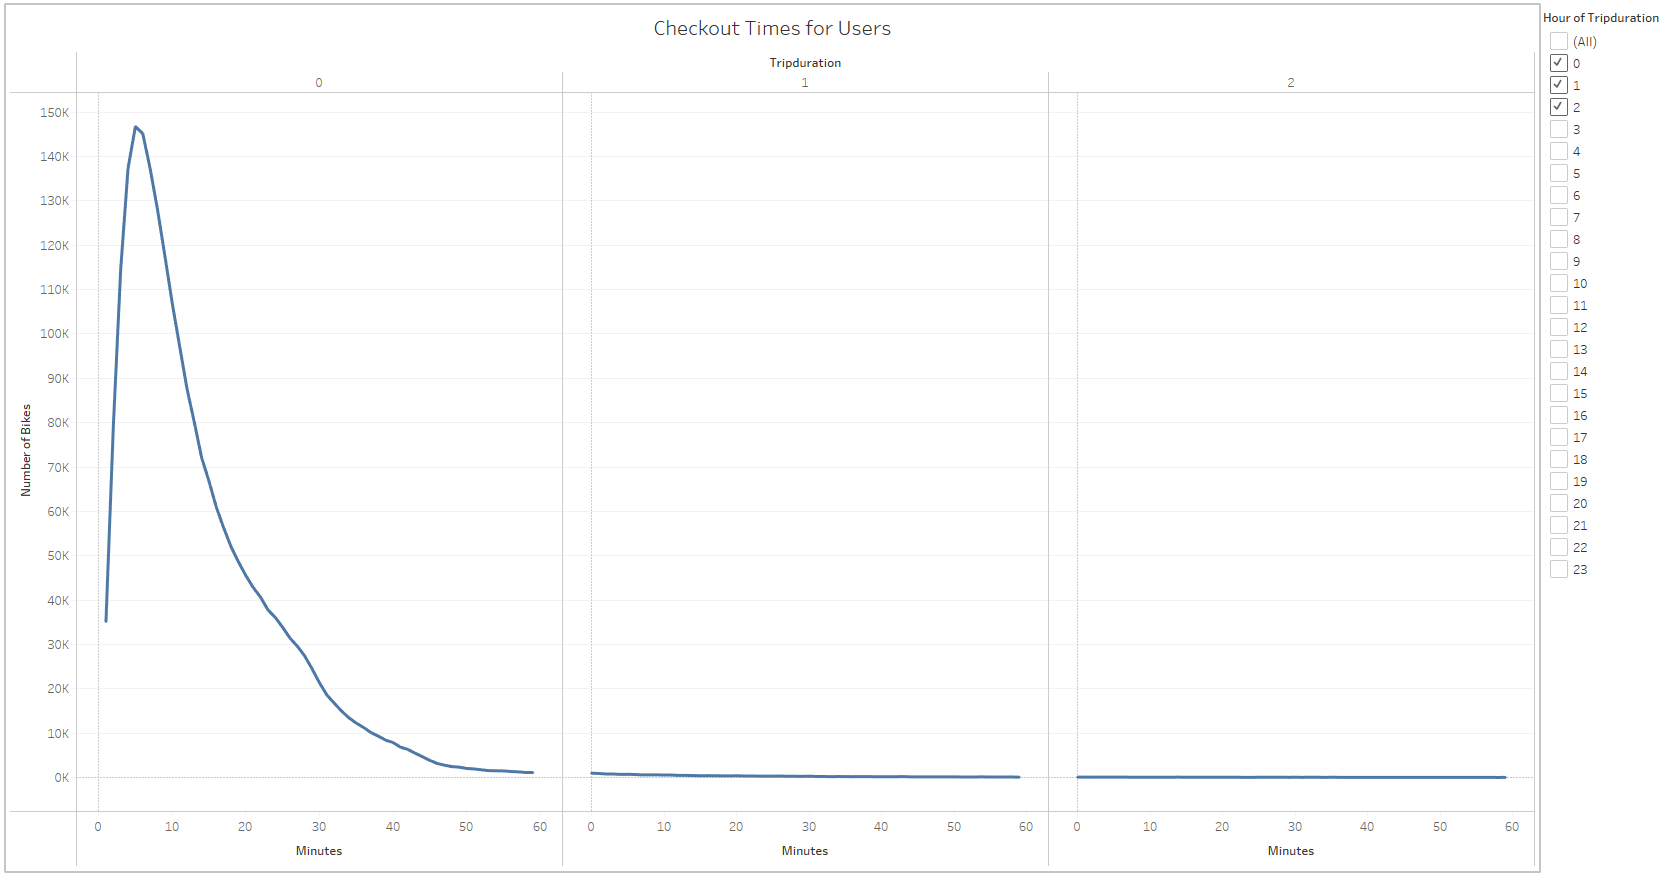 Checkout Times for Users
Tripduration
0 1 2
Number of Bikes
150K
140K
130K
120K
110K
100K
90K
80K
70K
60K
50K
40K
30K
20K
10K
0K
0 10 20 30 40 50 60 0 10 20 30 40 50 60 0 10 20 30 40 50 60
Minutes Minutes Minutes
Hour of Tripduration
(All)
0
1
2
3
4
5
6
7
8
9
10
11
12
13
14
15
16
17
18
19
20
21
22
23